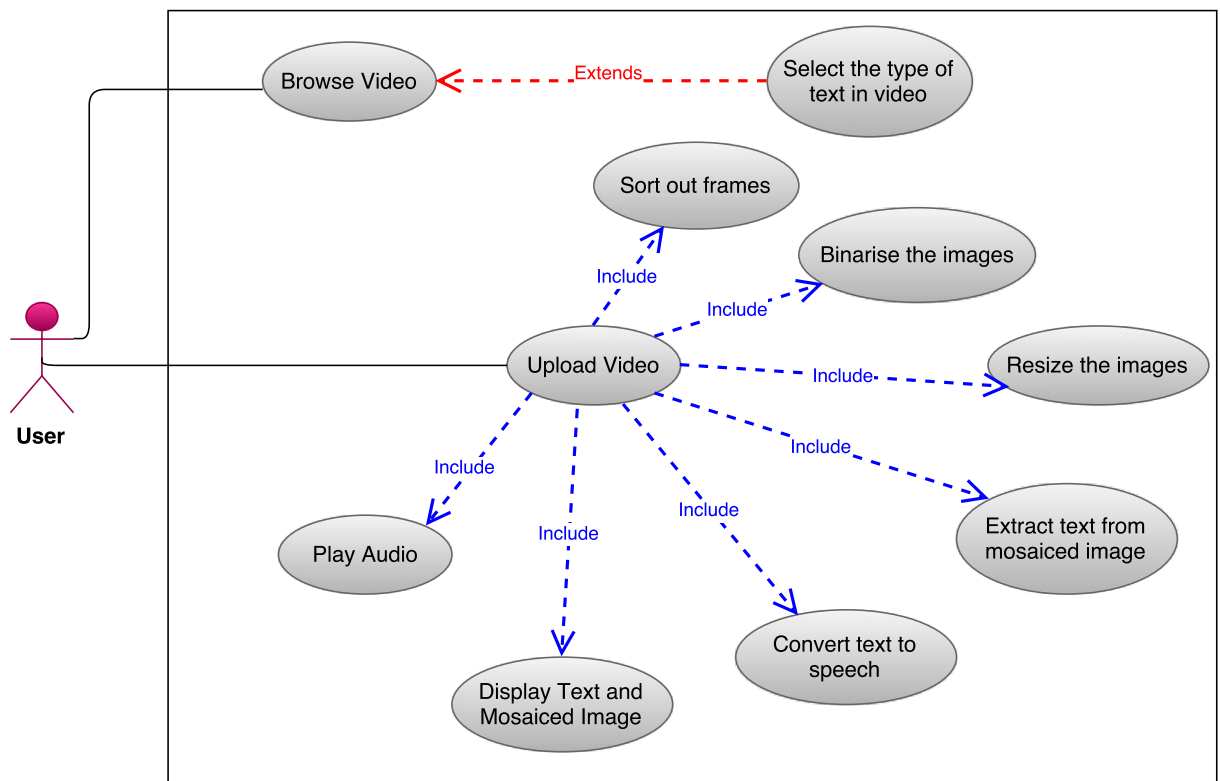 Browse Video
Extends
Select the type of
text in video
Sort out frames
Binarise the images
Include
Include
Upload Video
Include
Resize the images
User
Include
Include
Include
Include
Extract text from
mosaiced image
Play Audio
Convert text to
speech
Display Text and
Mosaiced Image